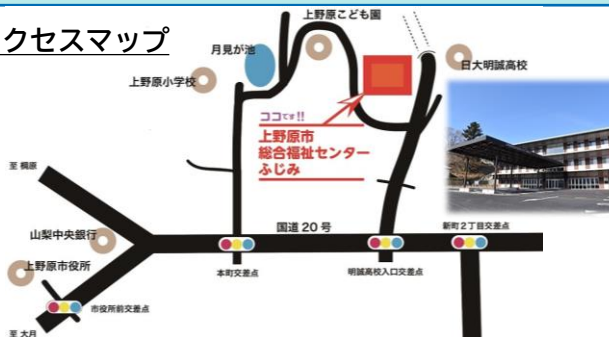 クセスマップ
上野原こども園
月見が池
日大明誠高校
上野原小学校
ココです!!
上野原市
総合福祉センター
ふじみ
至 棡原
山梨中央銀行
国道20号
新町2丁目交差点
上野原市役所
本町交差点
明誠高校入口交差点
市役所前交差点
至 大月